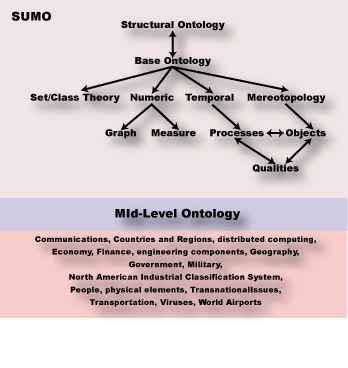 SUMO
Structural Ontology
Base Ontology
Set/Class Theory Numeric Temporal Mereotopology
Graph Measure Processes Objects
Qualities
MId-Level Ontology
Communications, Countries and Regions, distributed computing,
Economy, Finance, engineering components, Geography,
Government, Military,
North American Industrial Classification System,
People, physical elements, TransnationalIssues,
Transportation, Viruses, World Airports